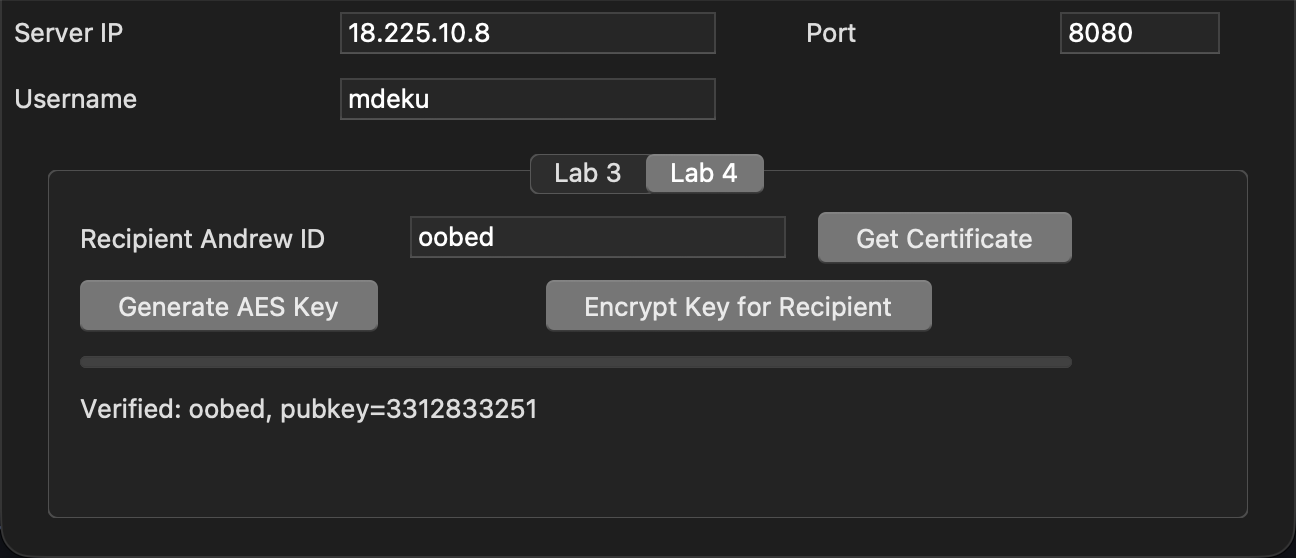 Server IP 18.225.10.8 Port 8080
Username mdeku
Lab 3 Lab 4
Recipient Andrew ID oobed Get Certificate
Generate AES Key Encrypt Key for Recipient
Verified: oobed, pubkey=3312833251